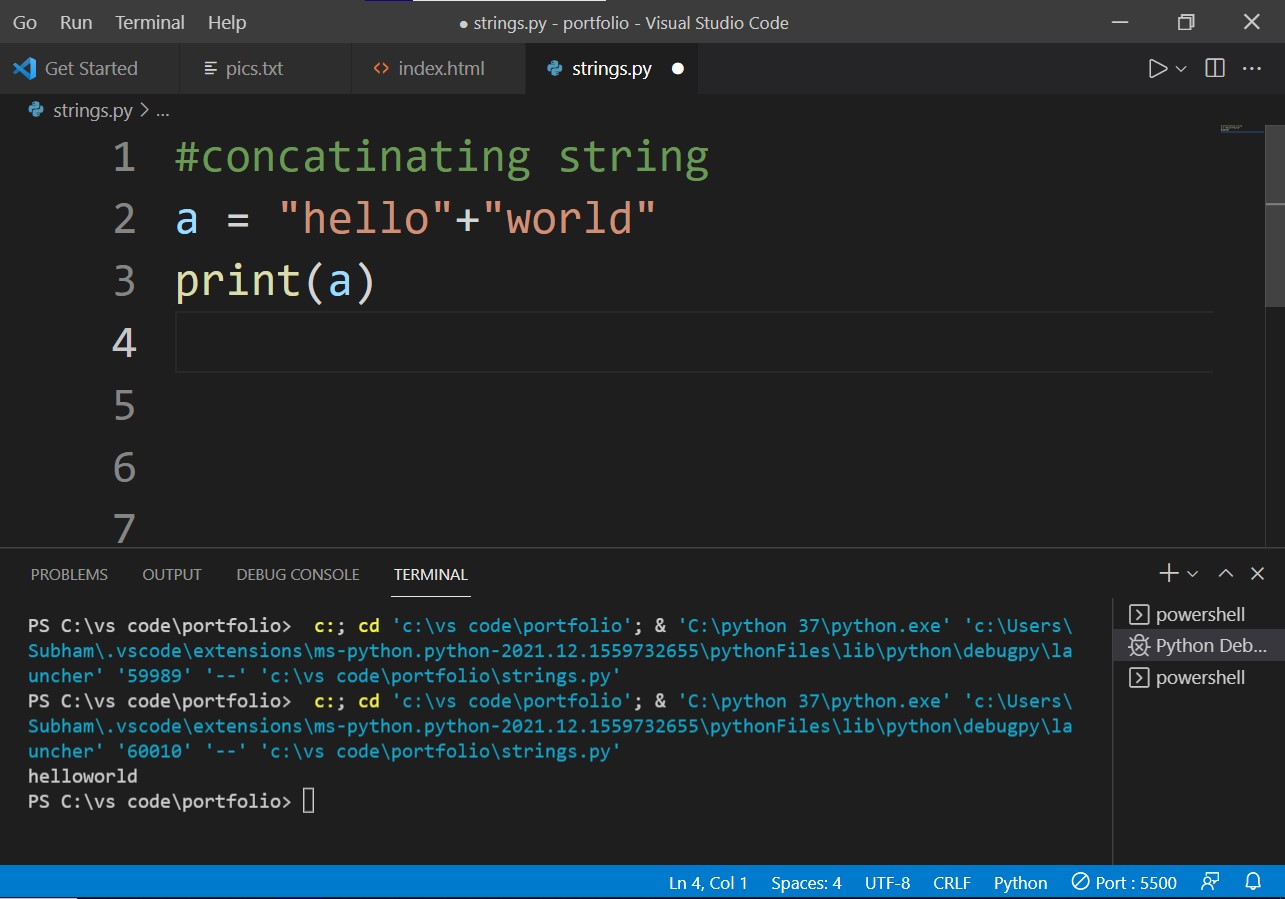 Go Run Terminal Help ● strings.py - portfolio - Visual Studio Code
Get Started pics.txt index.html strings.py
strings.py > ...
1 #concatinating string
2 a = "hello"+"world"
3 print(a)
4
5
6
7
PROBLEMS OUTPUT DEBUG CONSOLE TERMINAL
PS C:\vs code\portfolio>  c:; cd 'c:\vs code\portfolio'; & 'C:\python 37\python.exe' 'c:\Users\
Subham\.vscode\extensions\ms-python.python-2021.12.1559732655\pythonFiles\lib\python\debugpy\la
uncher' '59989' '--' 'c:\vs code\portfolio\strings.py'
PS C:\vs code\portfolio>  c:; cd 'c:\vs code\portfolio'; & 'C:\python 37\python.exe' 'c:\Users\
Subham\.vscode\extensions\ms-python.python-2021.12.1559732655\pythonFiles\lib\python\debugpy\la
uncher' '60010' '--' 'c:\vs code\portfolio\strings.py'
helloworld
PS C:\vs code\portfolio>
powershell
Python Deb...
powershell
Ln 4, Col 1 Spaces: 4 UTF-8 CRLF Python Port : 5500